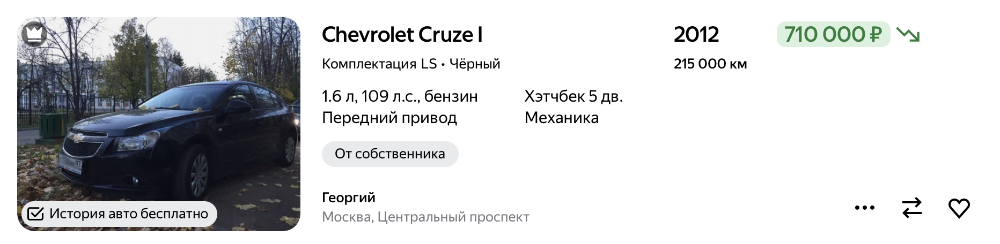 Chevrolet Cruze I
2012
710 000 ₽
Комплектация LS • Чёрный
215 000 км
1.6 л, 109 л.с., бензин
Хэтчбек 5 дв.
Передний привод
Механика
От собственника
Георгий
Москва, Центральный проспект
97
История авто бесплатно